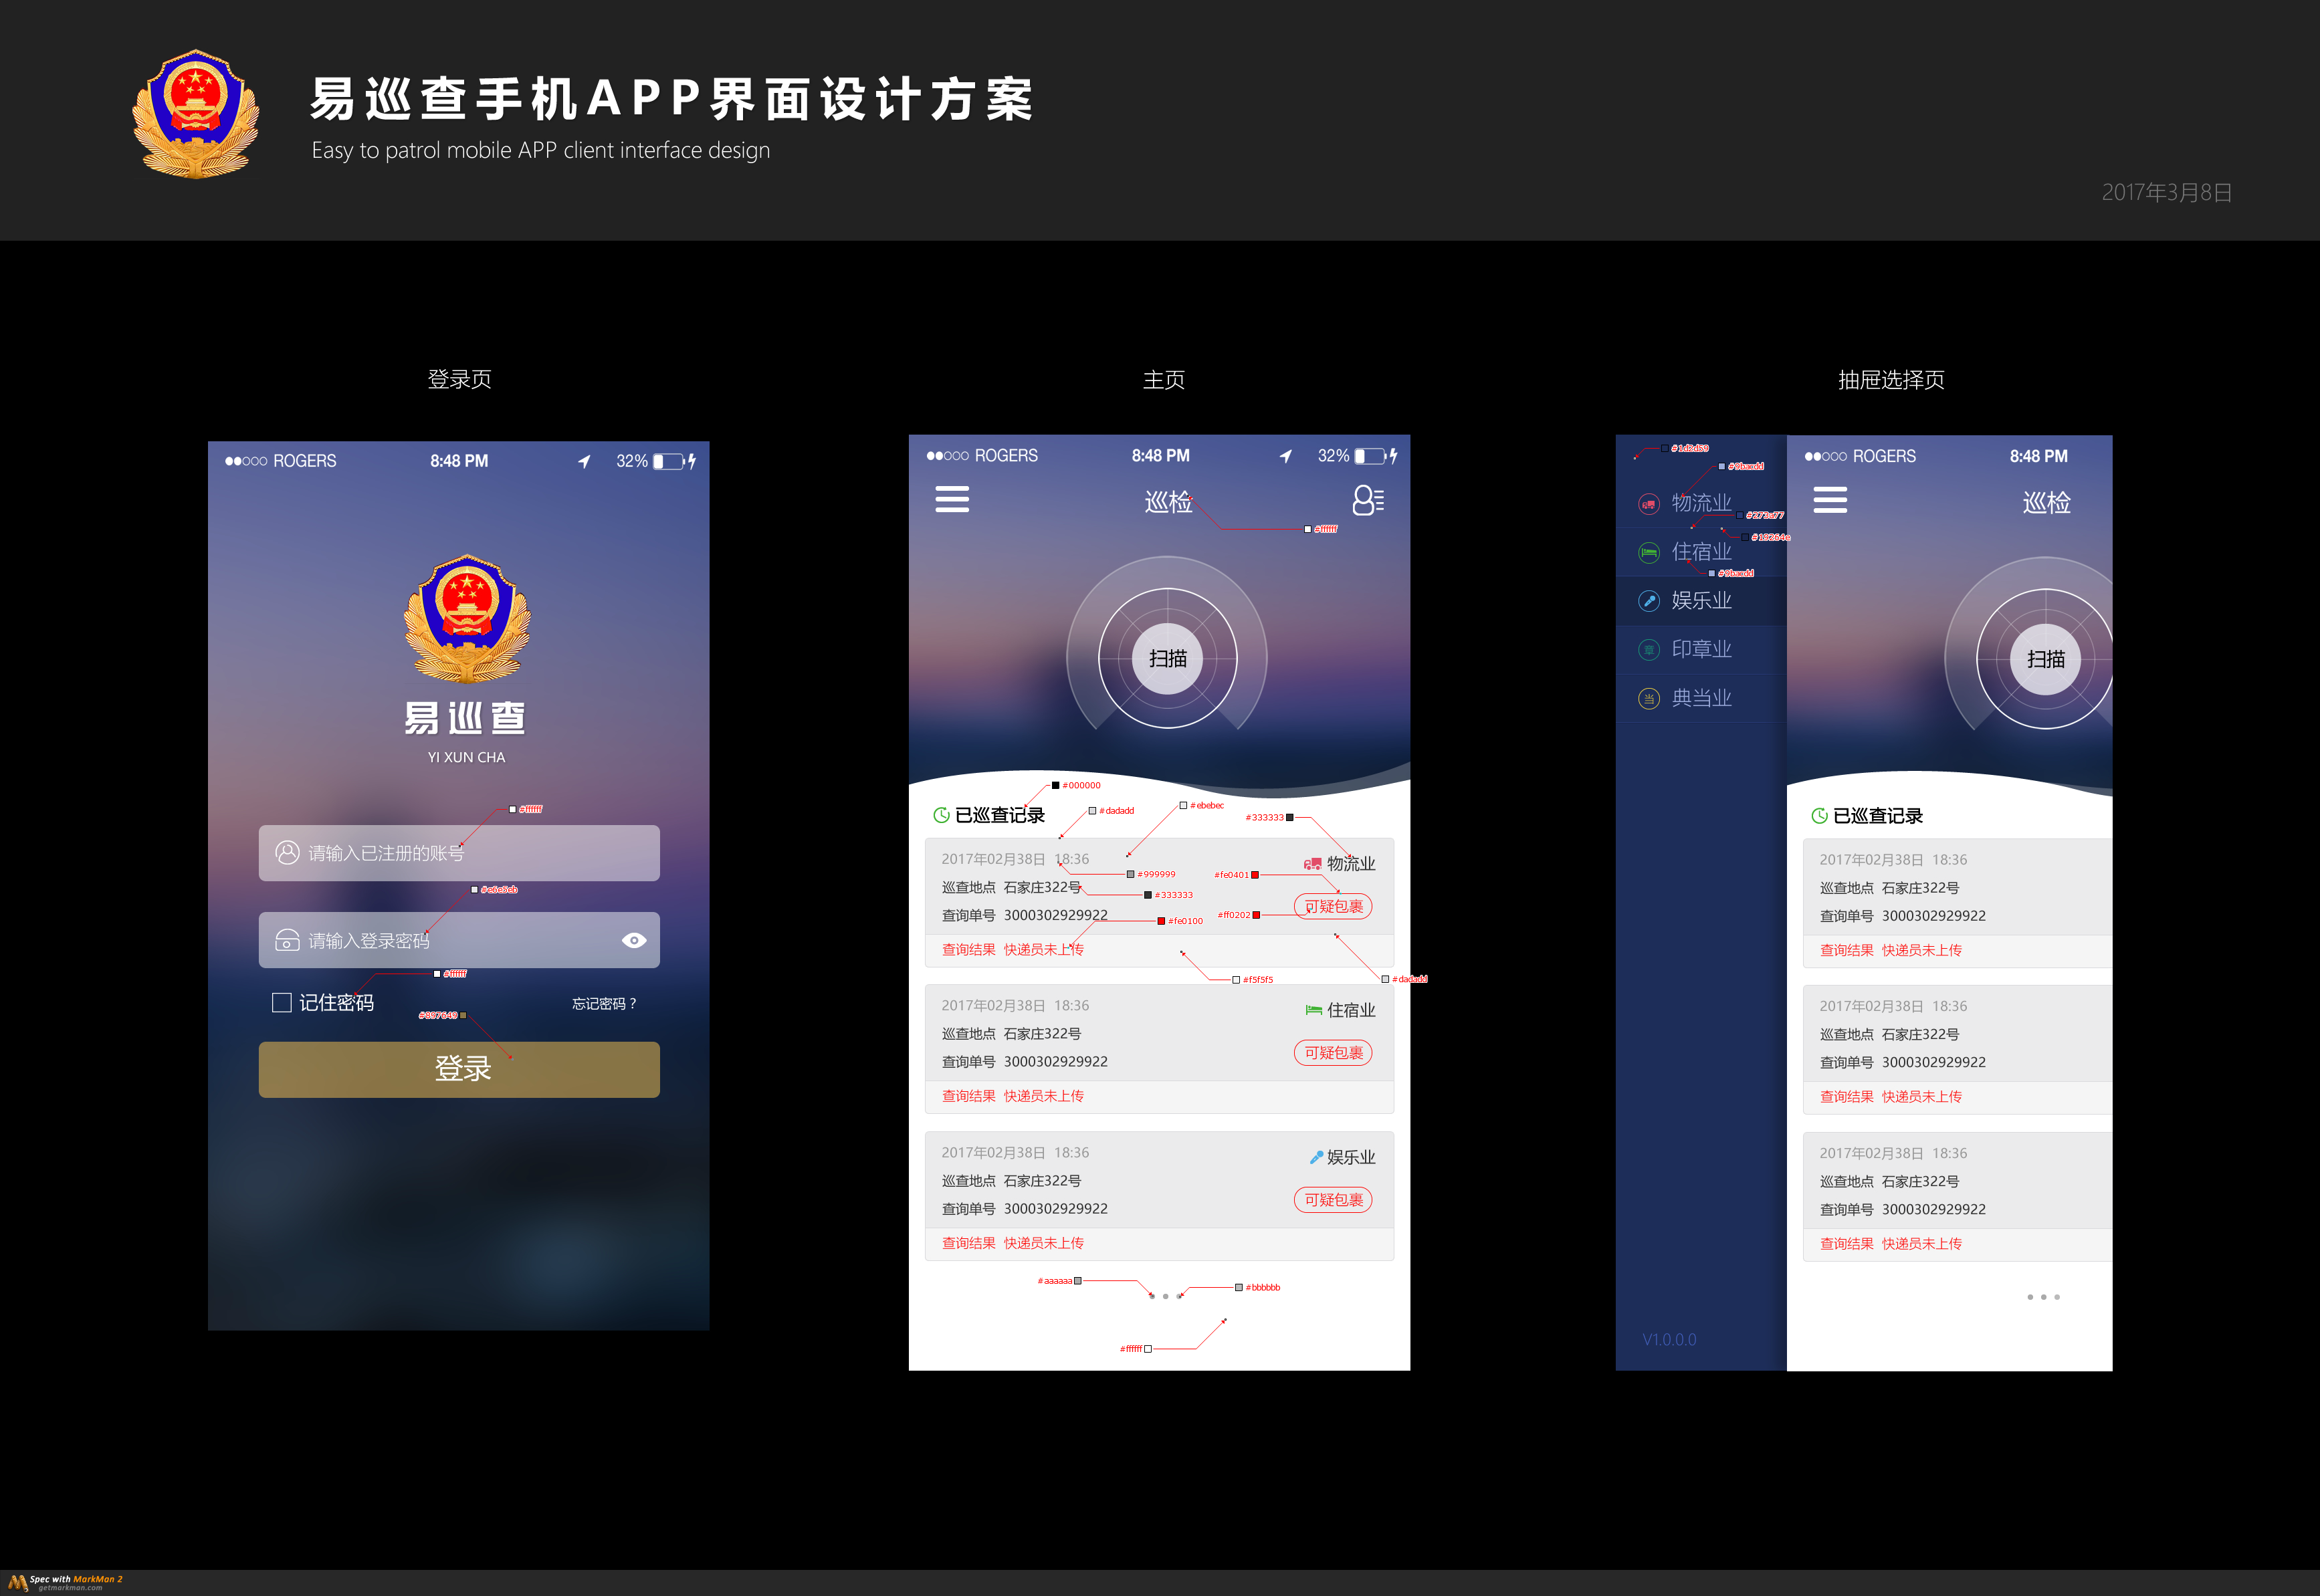 易巡查手机APP界面设计方案
Easy to patrol mobile APP client interface design
2017年3月8日
登录页
主页
抽屉选择页
ROGERS 8:48 PM 32%
易巡查
YI XUN CHA
#ffffff
请输入已注册的账号
请输入登录密码
#ffffff
记住密码 忘记密码？
#897649
登录
ROGERS 8:48 PM 32%
巡检
#ffffff
扫描
#000000
已巡查记录
#dadadd
#ebebec
#333333
2017年02月38日 18:36
物流业
#999999
#fe0401
巡查地点 石家庄322号
#333333
可疑包裹
查询单号 3000302929922
#fe0100
#ff0202
查询结果 快递员未上传
#f5f5f5
#dadadd
2017年02月38日 18:36
住宿业
巡查地点 石家庄322号
查询单号 3000302929922
可疑包裹
查询结果 快递员未上传
2017年02月38日 18:36
娱乐业
巡查地点 石家庄322号
查询单号 3000302929922
可疑包裹
查询结果 快递员未上传
#aaaaaa
#bbbbbb
#ffffff
物流业
#273a77
#19264e
住宿业
娱乐业
章 印章业
当 典当业
V1.0.0.0
ROGERS 8:48 PM
巡检
扫描
已巡查记录
2017年02月38日 18:36
巡查地点 石家庄322号
查询单号 3000302929922
查询结果 快递员未上传
2017年02月38日 18:36
巡查地点 石家庄322号
查询单号 3000302929922
查询结果 快递员未上传
2017年02月38日 18:36
巡查地点 石家庄322号
查询单号 3000302929922
查询结果 快递员未上传
Spec with MarkMan 2
getmarkman.com